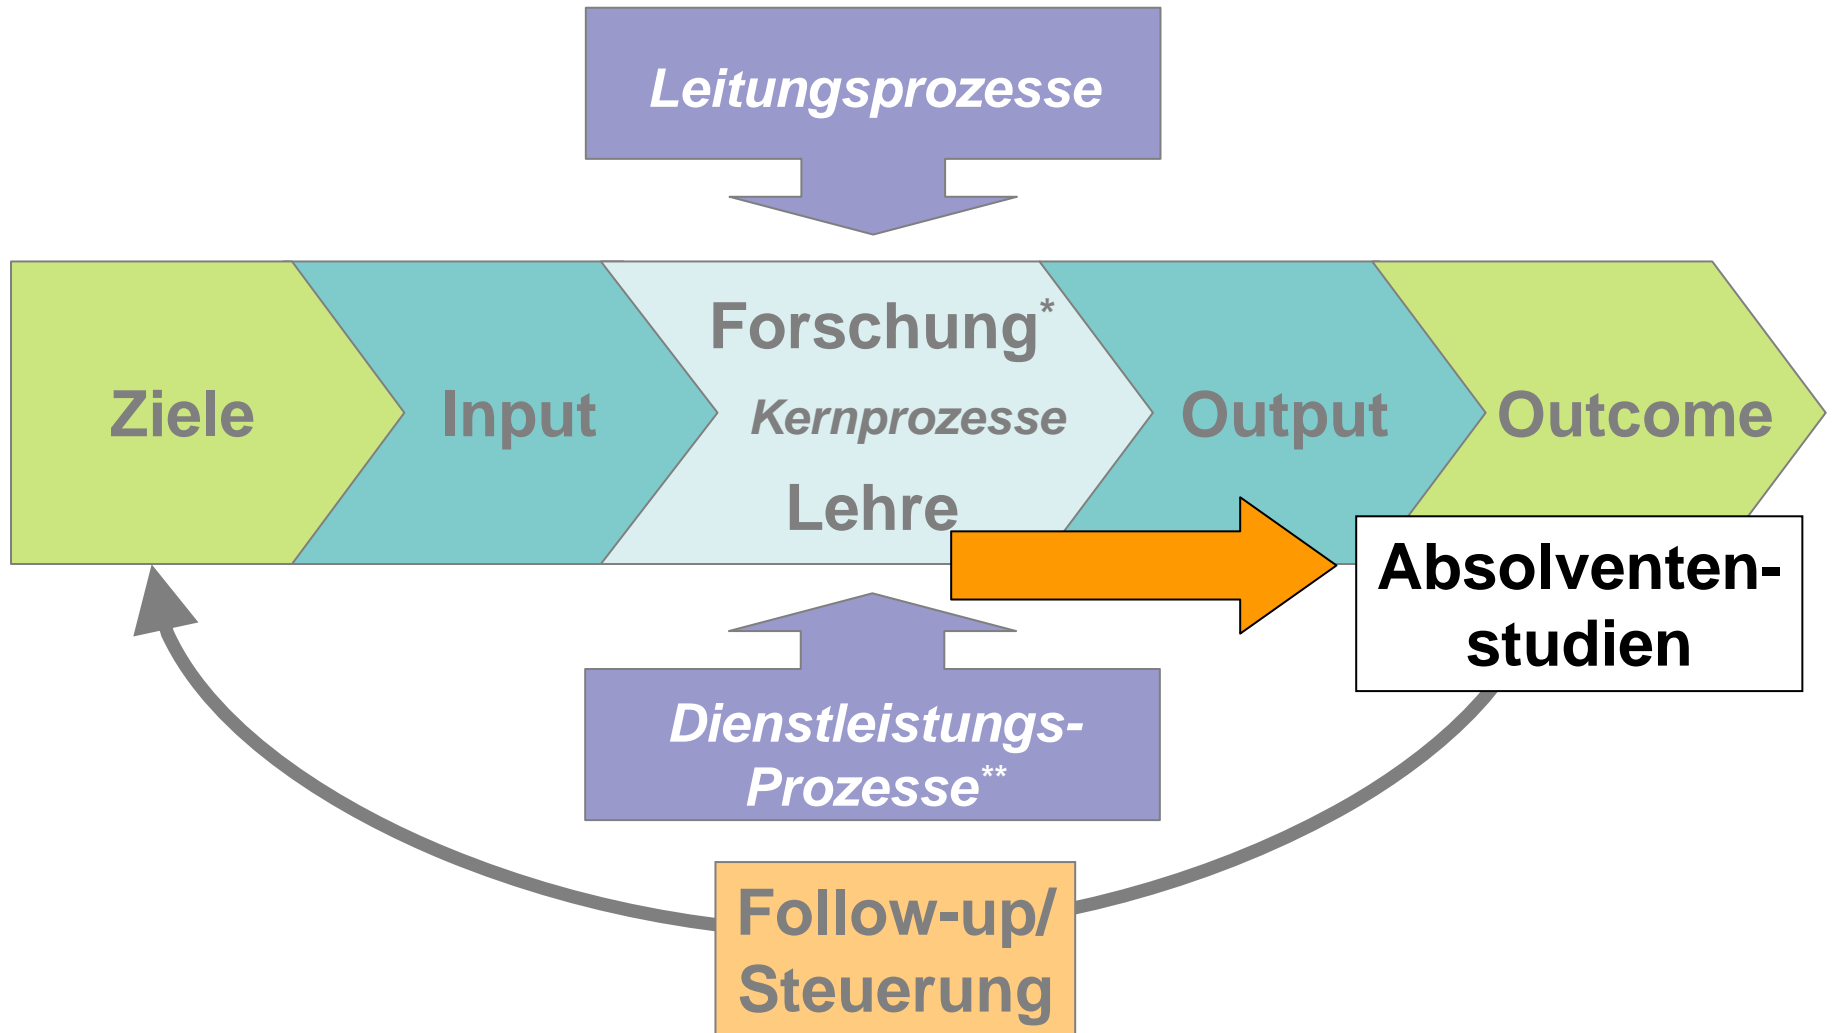 Leitungsprozesse
Ziele
Input
Forschung*
Kernprozesse
Lehre
Output
Outcome
Absolventen-
studien
Dienstleistungs-
Prozesse**
Follow-up/
Steuerung